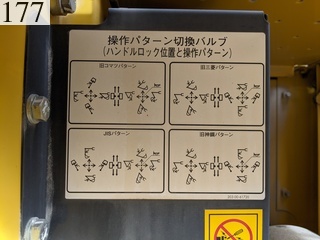 177
操作パターン切換バルブ
(ハンドルロック位置と操作パターン)
旧コマツパターン
旧三菱パターン
JISパターン
旧神鋼パターン